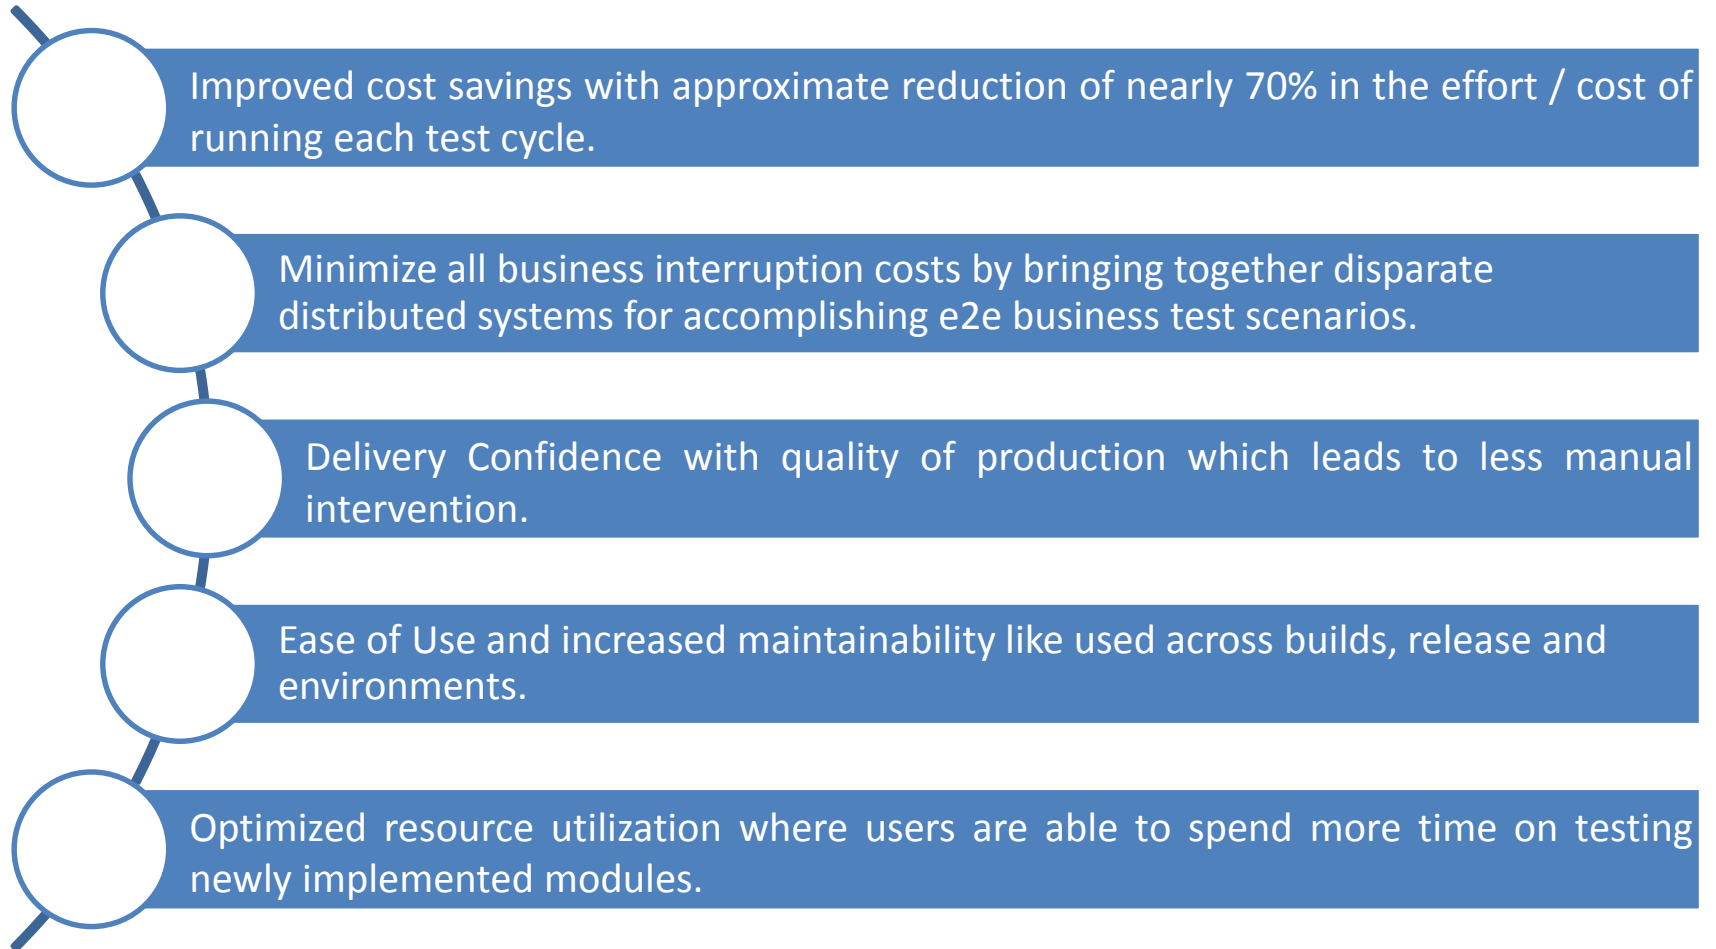 Improved cost savings with approximate reduction of nearly 70% in the effort / cost of
running each test cycle.
Minimize all business interruption costs by bringing together disparate
distributed systems for accomplishing e2e business test scenarios.
Delivery Confidence with quality of production which leads to less manual
intervention.
Ease of Use and increased maintainability like used across builds, release and
environments.
Optimized resource utilization where users are able to spend more time on testing
newly implemented modules.